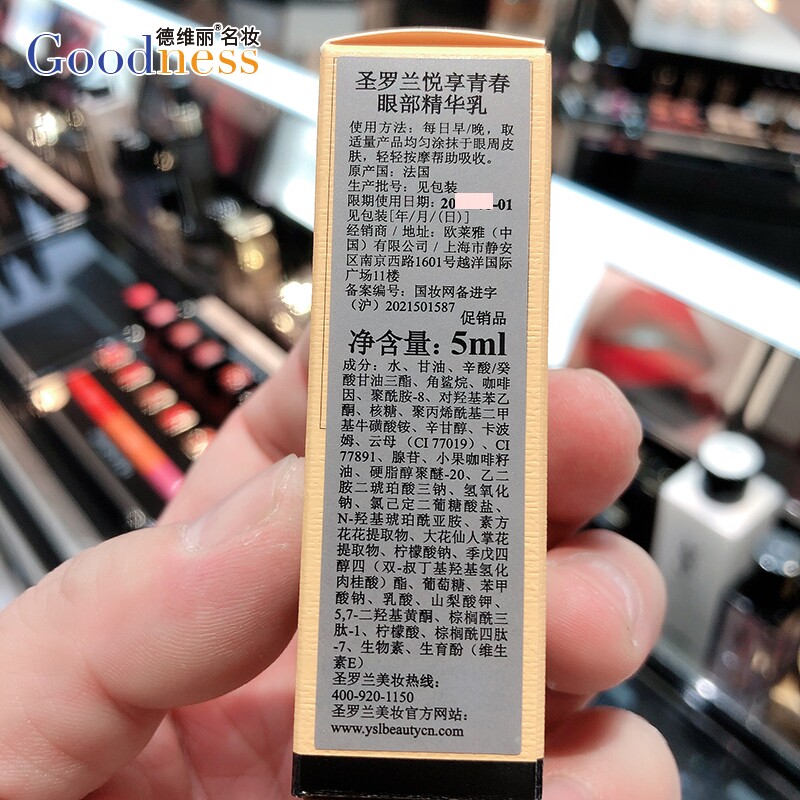 德维丽®名妆
Goodness
圣罗兰悦享青春
眼部精华乳
使用方法：每日早/晚，取
适量产品均匀涂抹于眼周皮
肤，轻轻按摩帮助吸收。
原产国：法国
生产批号：见包装
限期使用日期：20 -01
见包装[年/月/(日)]
经销商/地址：欧莱雅（中
国）有限公司/上海市静安
区南京西路1601号越洋国际
广场11楼
备案编号：国妆网备进字
（沪）2021501587
促销品
净含量：5ml
成分：水、甘油、辛酸/癸
酸甘油三酯、角鲨烷、咖啡
因、聚酰胺-8、对羟基苯乙
酮、核糖、聚丙烯酰基二甲
基牛磺酸铵、辛甘醇、卡波
姆、云母（CI 77019）、CI
77891、腺苷、小果咖啡籽
油、硬脂醇聚醚-20、乙二
胺二琥珀酸三钠、氢氧化
钠、氯己定二葡糖酸盐、
N-羟基琥珀酰亚胺、素方
花花提取物、大花仙人掌花
提取物、柠檬酸钠、季戊四
醇四（双-叔丁基羟基氢化
肉桂酸）酯、葡萄糖、苯甲
酸钠、乳酸、山梨酸钾、
5,7-二羟基黄酮、棕榈酰三
肽-1、柠檬酸、棕榈酰四肽
-7、生物素、生育酚（维生
素E）
圣罗兰美妆热线：
400-920-1150
圣罗兰美妆官方网站：
www.yslbeautycn.com